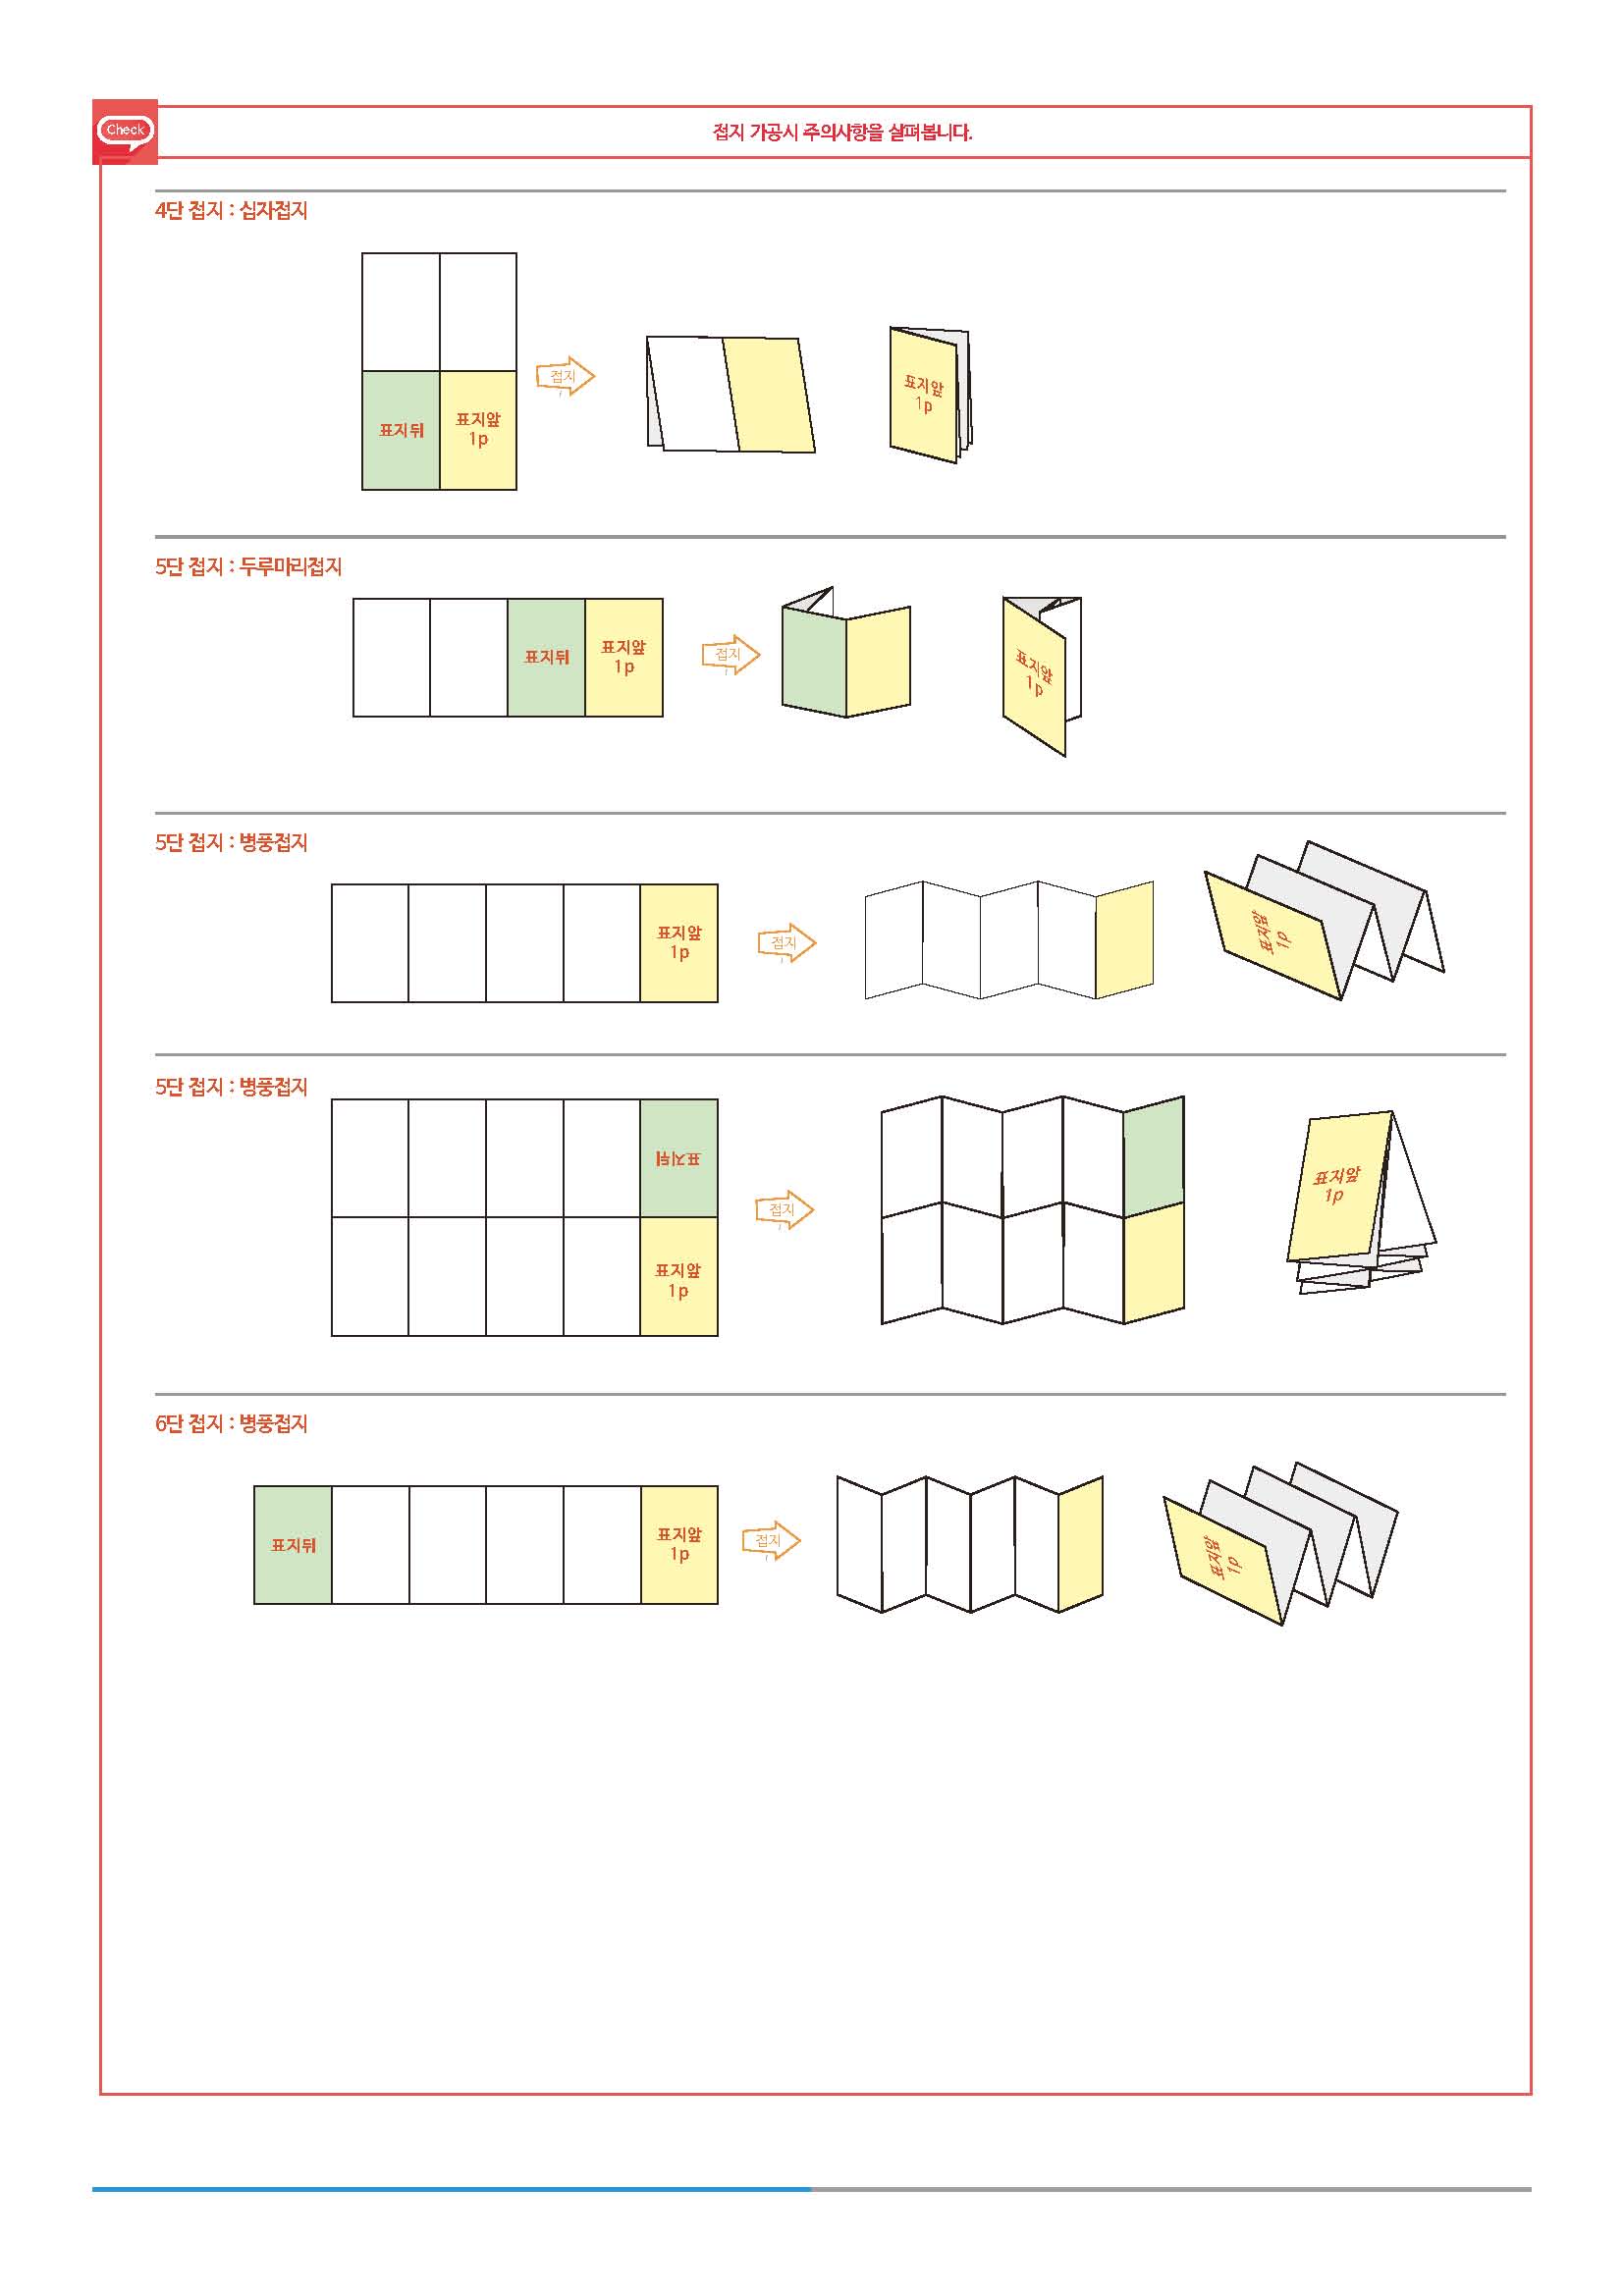 Check
접지 가공시 주의사항을 살펴봅니다.
4단 접지 : 십자접지
표지뒤
표지앞
1p
접지
표지앞
1p
5단 접지 : 두루마리접지
표지뒤
표지앞
1p
접지
표지앞
1p
5단 접지 : 병풍접지
표지앞
1p
접지
표지앞
1p
5단 접지 : 병풍접지
표지뒤
표지앞
1p
접지
표지앞
1p
6단 접지 : 병풍접지
표지뒤
표지앞
1p
접지
표지앞
1p